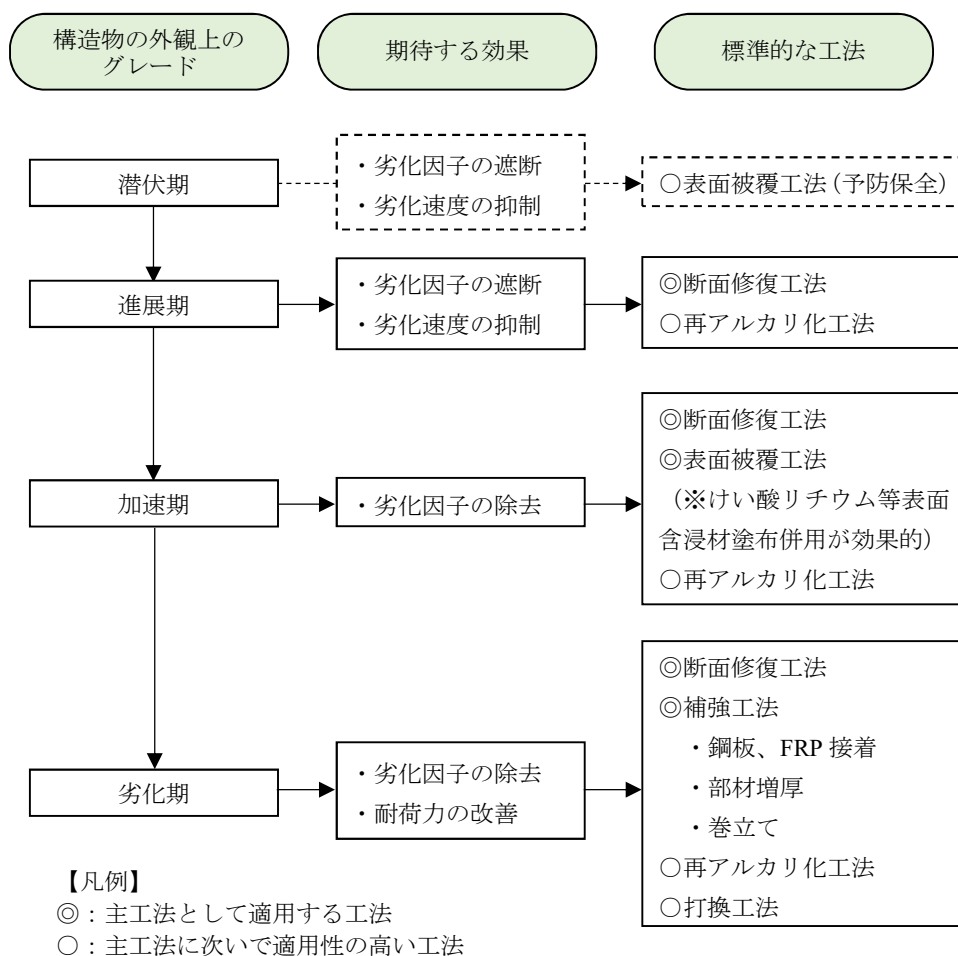 構造物の外観上の
グレード
期待する効果
標準的な工法
潜伏期
・劣化因子の遮断
・劣化速度の抑制
○表面被覆工法(予防保全)
進展期
・劣化因子の遮断
・劣化速度の抑制
◎断面修復工法
○再アルカリ化工法
加速期
・劣化因子の除去
◎断面修復工法
◎表面被覆工法
(※けい酸リチウム等表面
含浸材塗布併用が効果的)
○再アルカリ化工法
劣化期
・劣化因子の除去
・耐荷力の改善
◎断面修復工法
◎補強工法
・鋼板、FRP 接着
・部材増厚
・巻立て
○再アルカリ化工法
○打換工法
【凡例】
◎:主工法として適用する工法
○:主工法に次いで適用性の高い工法